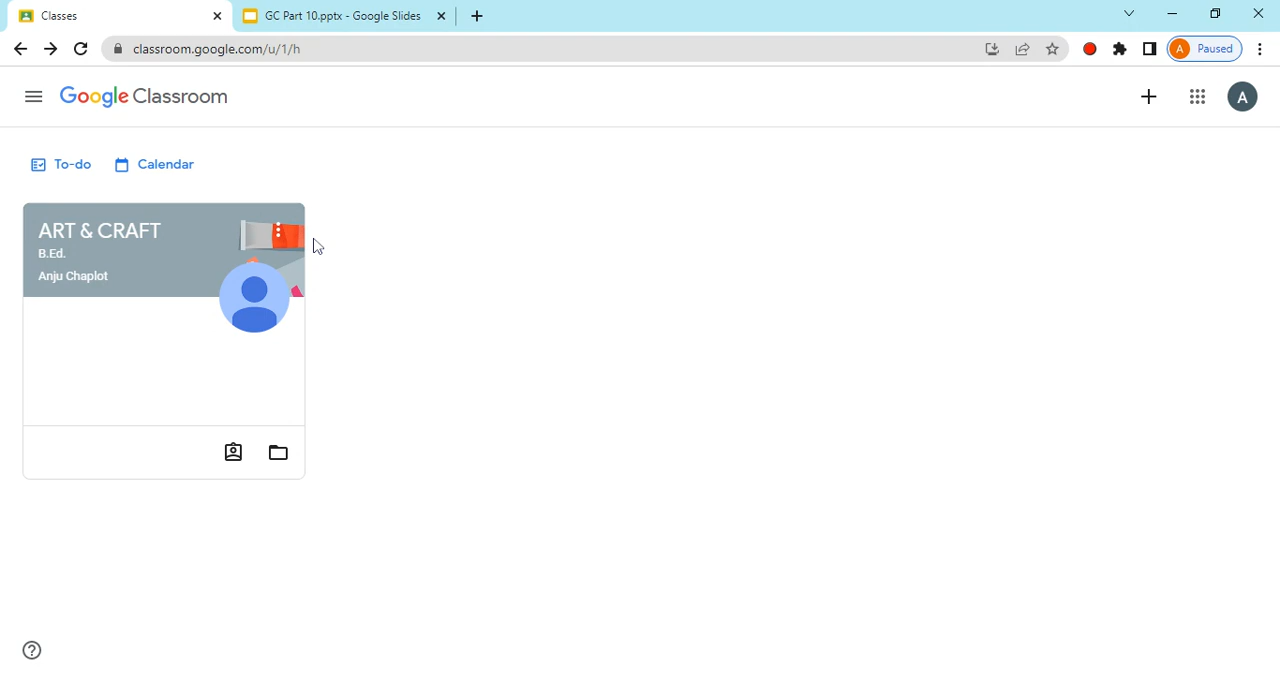 Classes
GC Part 10.pptx - Google Slides
classroom.google.com/u/1/h
A Paused
Google Classroom
A
To-do
Calendar
ART & CRAFT
B.Ed.
Anju Chaplot